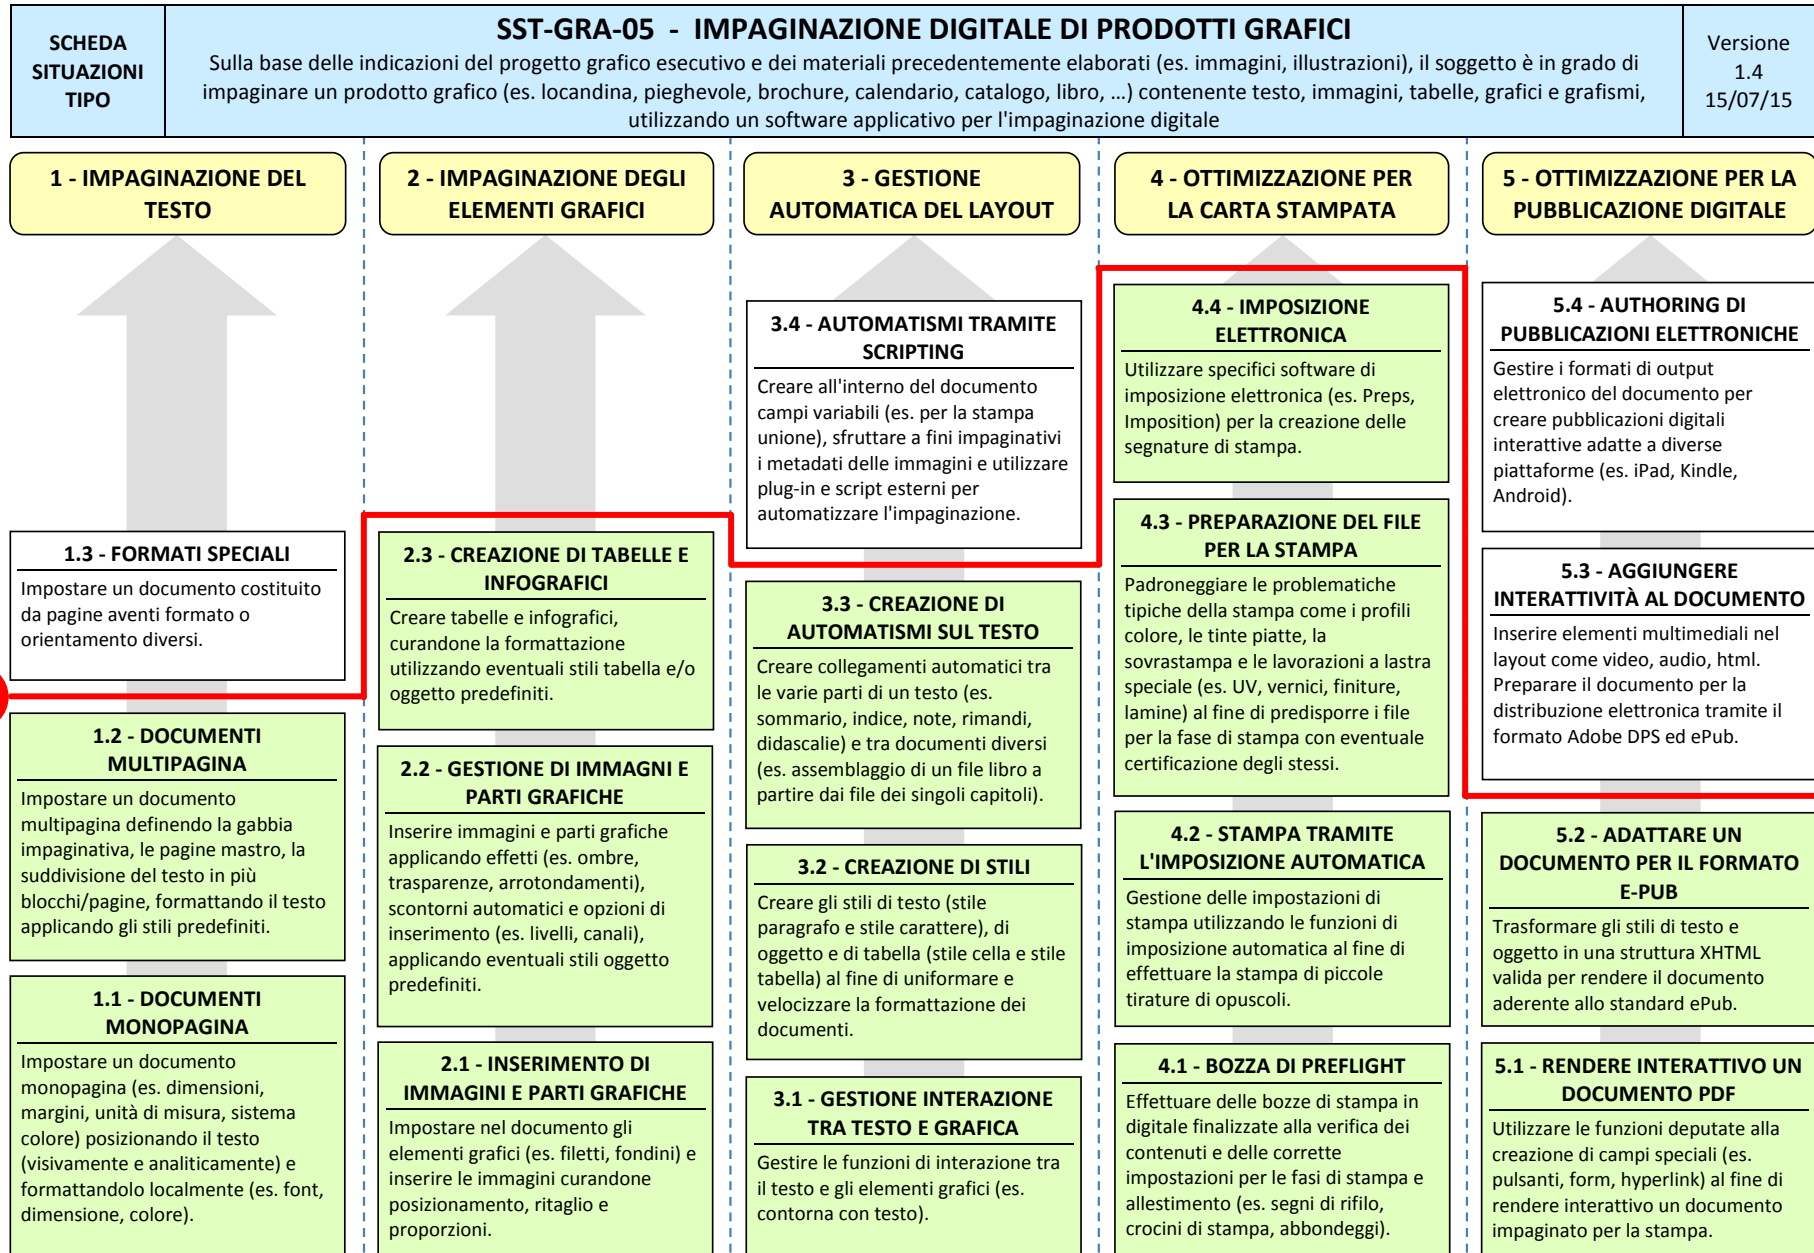 SCHEDA
SITUAZIONI
TIPO
SST-GRA-05 - IMPAGINAZIONE DIGITALE DI PRODOTTI GRAFICI
Sulla base delle indicazioni del progetto grafico esecutivo e dei materiali precedentemente elaborati (es. immagini, illustrazioni), il soggetto è in grado di
impaginare un prodotto grafico (es. locandina, pieghevole, brochure, calendario, catalogo, libro, ...) contenente testo, immagini, tabelle, grafici e grafismi,
utilizzando un software applicativo per l'impaginazione digitale
Versione
1.4
15/07/15
1 - IMPAGINAZIONE DEL
TESTO
1.3 - FORMATI SPECIALI
Impostare un documento costituito
da pagine aventi formato o
orientamento diversi.
1.2 - DOCUMENTI
MULTIPAGINA
Impostare un documento
multipagina definendo la gabbia
impaginativa, le pagine mastro, la
suddivisione del testo in più
blocchi/pagine, formattando il testo
applicando gli stili predefiniti.
1.1 - DOCUMENTI
MONOPAGINA
Impostare un documento
monopagina (es. dimensioni,
margini, unità di misura, sistema
colore) posizionando il testo
(visivamente e analiticamente) e
formattandolo localmente (es. font,
dimensione, colore).
2 - IMPAGINAZIONE DEGLI
ELEMENTI GRAFICI
2.3 - CREAZIONE DI TABELLE E
INFOGRAFICI
Creare tabelle e infografici,
curandone la formattazione
utilizzando eventuali stili tabella e/o
oggetto predefiniti.
2.2 - GESTIONE DI IMMAGNI E
PARTI GRAFICHE
Inserire immagini e parti grafiche
applicando effetti (es. ombre,
trasparenze, arrotondamenti),
scontorni automatici e opzioni di
inserimento (es. livelli, canali),
applicando eventuali stili oggetto
predefiniti.
2.1 - INSERIMENTO DI
IMMAGINI E PARTI GRAFICHE
Impostare nel documento gli
elementi grafici (es. filetti, fondini) e
inserire le immagini curandone
posizionamento, ritaglio e
proporzioni.
3 - GESTIONE
AUTOMATICA DEL LAYOUT
3.4 - AUTOMATISMI TRAMITE
SCRIPTING
Creare all'interno del documento
campi variabili (es. per la stampa
unione), sfruttare a fini impaginativi
i metadati delle immagini e utilizzare
plug-in e script esterni per
automatizzare l'impaginazione.
3.3 - CREAZIONE DI
AUTOMATISMI SUL TESTO
Creare collegamenti automatici tra
le varie parti di un testo (es.
sommario, indice, note, rimandi,
didascalie) e tra documenti diversi
(es. assemblaggio di un file libro a
partire dai file dei singoli capitoli).
3.2 - CREAZIONE DI STILI
Creare gli stili di testo (stile
paragrafo e stile carattere), di
oggetto e di tabella (stile cella e stile
tabella) al fine di uniformare e
velocizzare la formattazione dei
documenti.
3.1 - GESTIONE INTERAZIONE
TRA TESTO E GRAFICA
Gestire le funzioni di interazione tra
il testo e gli elementi grafici (es.
contorna con testo).
4 - OTTIMIZZAZIONE PER
LA CARTA STAMPATA
4.4 - IMPOSIZIONE
ELETTRONICA
Utilizzare specifici software di
imposizione elettronica (es. Preps,
Imposition) per la creazione delle
segnature di stampa.
4.3 - PREPARAZIONE DEL FILE
PER LA STAMPA
Padroneggiare le problematiche
tipiche della stampa come i profili
colore, le tinte piatte, la
sovrastampa e le lavorazioni a lastra
speciale (es. UV, vernici, finiture,
lamine) al fine di predisporre i file
per la fase di stampa con eventuale
certificazione degli stessi.
4.2 - STAMPA TRAMITE
L'IMPOSIZIONE AUTOMATICA
Gestione delle impostazioni di
stampa utilizzando le funzioni di
imposizione automatica al fine di
effettuare la stampa di piccole
tirature di opuscoli.
4.1 - BOZZA DI PREFLIGHT
Effettuare delle bozze di stampa in
digitale finalizzate alla verifica dei
contenuti e delle corrette
impostazioni per le fasi di stampa e
allestimento (es. segni di rifilo,
crocini di stampa, abbondeggi).
5 - OTTIMIZZAZIONE PER LA
PUBBLICAZIONE DIGITALE
5.4 - AUTHORING DI
PUBBLICAZIONI ELETTRONICHE
Gestire i formati di output
elettronico del documento per
creare pubblicazioni digitali
interattive adatte a diverse
piattaforme (es. iPad, Kindle,
Android).
5.3 - AGGIUNGERE
INTERATTIVITÀ AL DOCUMENTO
Inserire elementi multimediali nel
layout come video, audio, html.
Preparare il documento per la
distribuzione elettronica tramite il
formato Adobe DPS ed ePub.
5.2 - ADATTARE UN
DOCUMENTO PER IL FORMATO
E-PUB
Trasformare gli stili di testo e
oggetto in una struttura XHTML
valida per rendere il documento
aderente allo standard ePub.
5.1 - RENDERE INTERATTIVO UN
DOCUMENTO PDF
Utilizzare le funzioni deputate alla
creazione di campi speciali (es.
pulsanti, form, hyperlink) al fine di
rendere interattivo un documento
impaginato per la stampa.